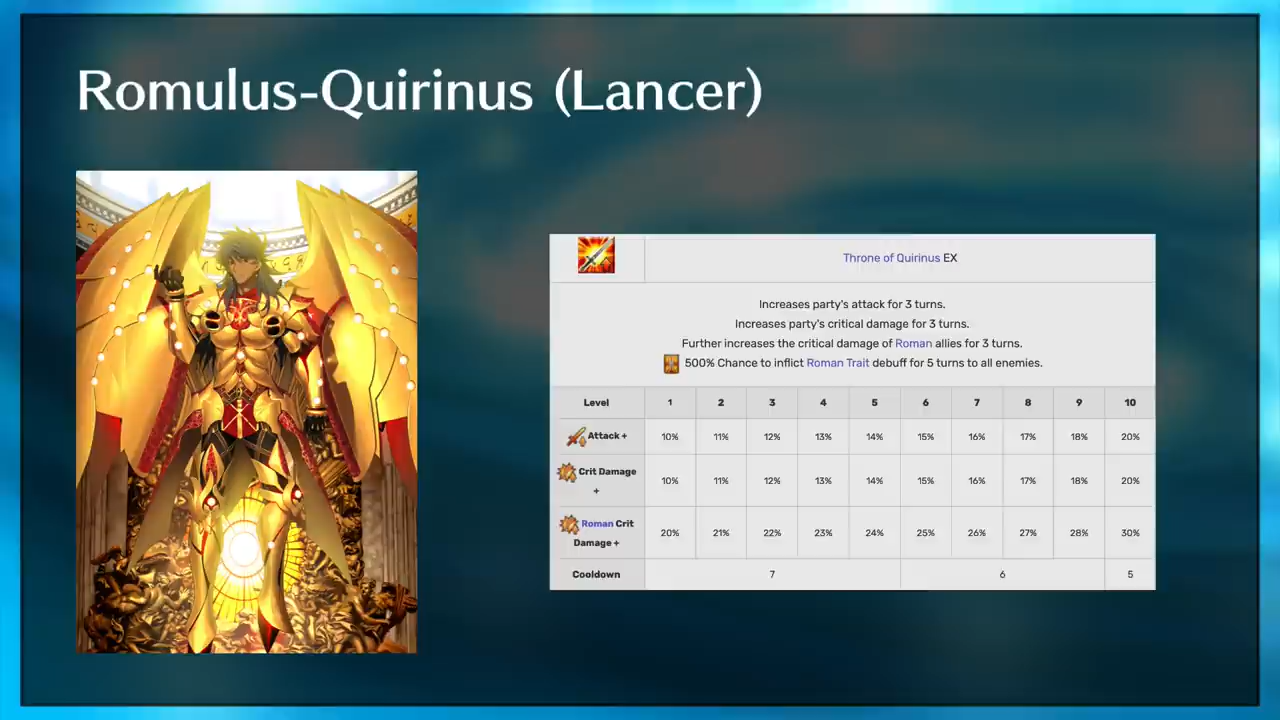 Romulus-Quirinus (Lancer)
Throne of Quirinus EX
Increases party's attack for 3 turns.
Increases party's critical damage for 3 turns.
Further increases the critical damage of Roman allies for 3 turns.
500% Chance to inflict Roman Trait debuff for 5 turns to all enemies.
Level 1 2 3 4 5 6 7 8 9 10
Attack + 10% 11% 12% 13% 14% 15% 16% 17% 18% 20%
Crit Damage
+ 10% 11% 12% 13% 14% 15% 16% 17% 18% 20%
Roman Crit
Damage + 20% 21% 22% 23% 24% 25% 26% 27% 28% 30%
Cooldown 7 6 5